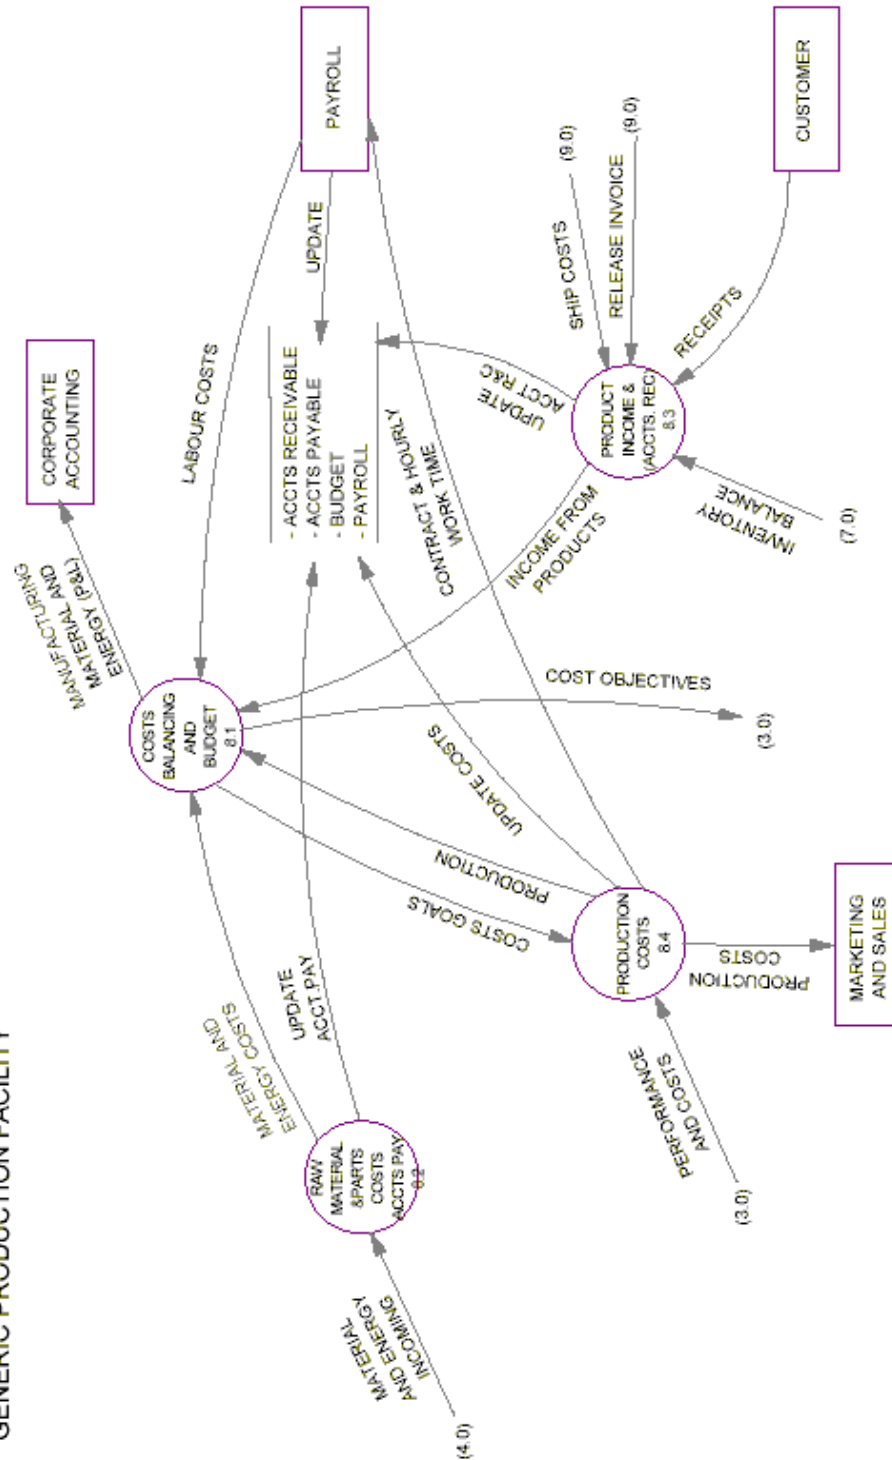 GENERIC PRODUCTION FACILITY
MANUFACTURING
MATERIAL AND
ENERGY (P&L)
CORPORATE
ACCOUNTING
COSTS
BALANCING
AND
BUDGET
8.1
LABOUR COSTS
MATERIAL AND
ENERGY COSTS
PAYROLL
UPDATE
- ACCTS RECEIVABLE
- ACCTS PAYABLE
- BUDGET
- PAYROLL
UPDATE
ACCT.PAY
RAW
MATERIAL
&PARTS
COSTS
ACCTS PAY
8.2
MATERIAL
AND ENERGY
INCOMING
(4.0)
COSTS GOALS
PRODUCTION
UPDATE COSTS
CONTRACT & HOURLY
WORK TIME
UPDATE
ACCT R&C
INCOME FROM
PRODUCTS
COST OBJECTIVES
(3.0)
SHIP COSTS
(9.0)
RELEASE INVOICE
(9.0)
PRODUCT
INCOME &
(ACCTS. REC)
8.3
RECEIPTS
CUSTOMER
INVENTORY
BALANCE
(7.0)
PRODUCTION
COSTS
8.4
PERFORMANCE
AND COSTS
(3.0)
PRODUCTION
COSTS
MARKETING
AND SALES